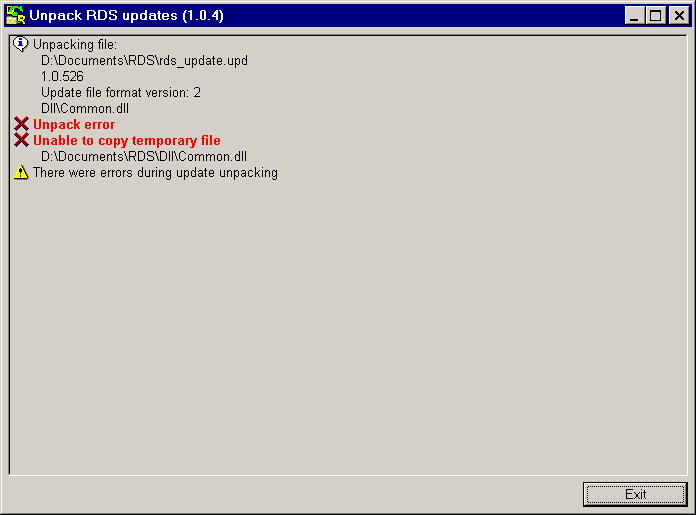 Unpack RDS updates (1.0.4)
Unpacking file:
D:\Documents\RDS\rds_update.upd
1.0.526
Update file format version: 2
Dll\Common.dll
Unpack error
Unable to copy temporary file
D:\Documents\RDS\Dll\Common.dll
There were errors during update unpacking
Exit